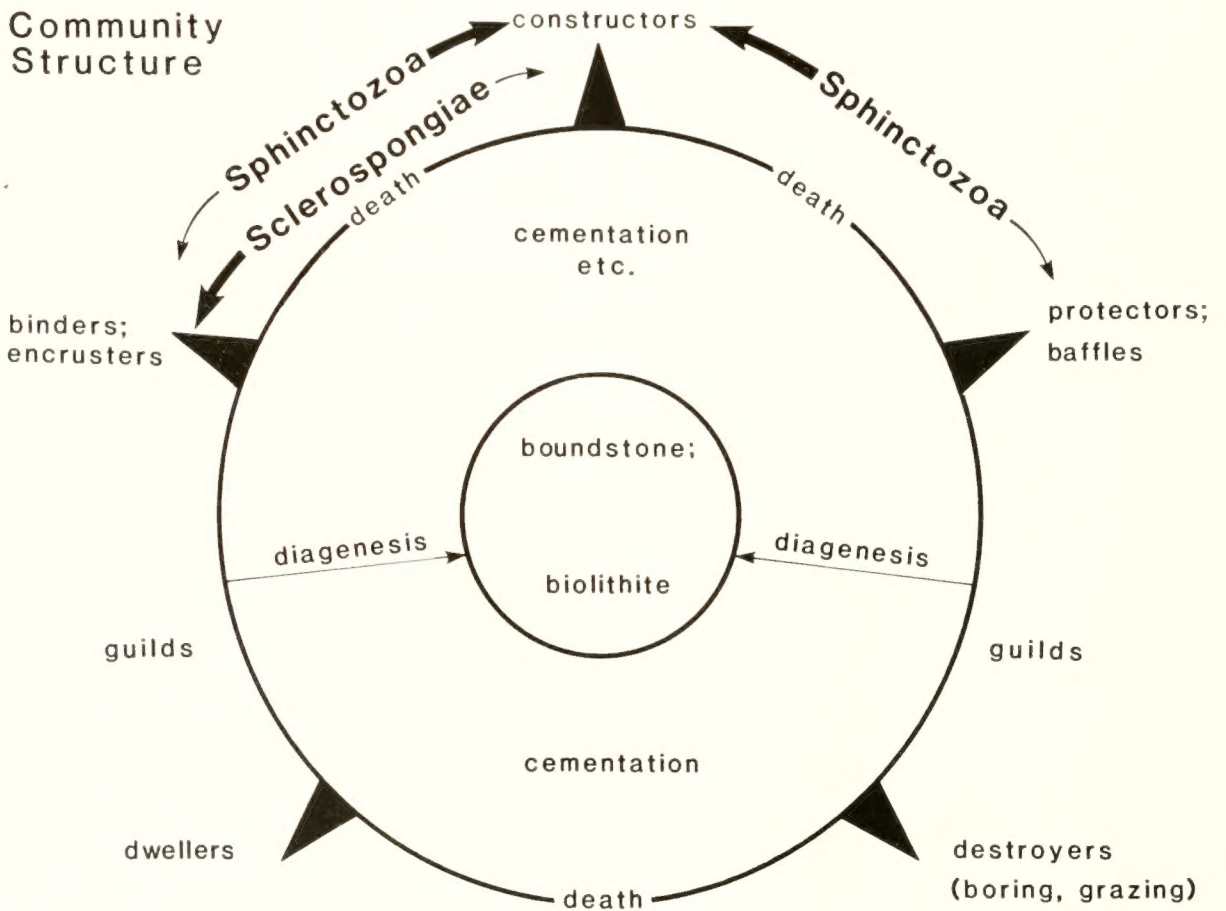 Community
Structure
constructors
Sphinctozoa
Sclerospongiae
Sphinctozoa
death
death
cementation
etc.
binders;
encrusters
protectors;
baffles
boundstone;
diagenesis
diagenesis
biolithite
guilds
guilds
cementation
dwellers
destroyers
(boring, grazing)
death